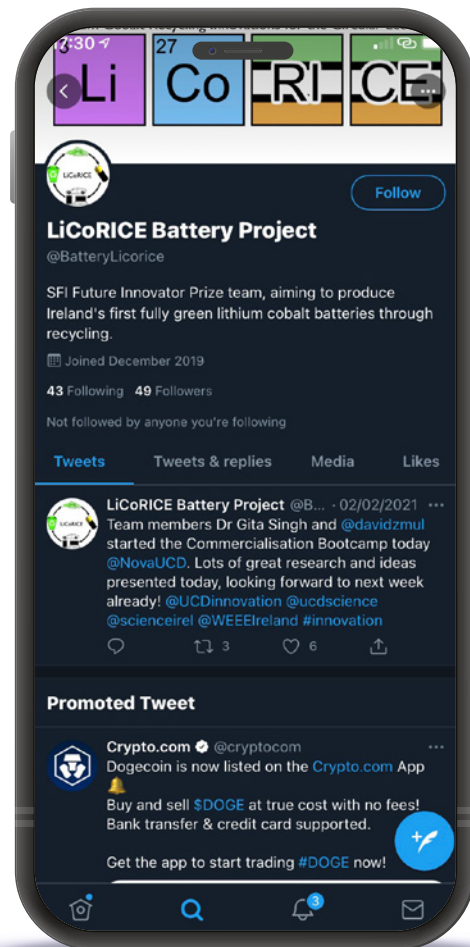 7:30
27
Li Co RI CE
LiCoRICE
Follow
LiCoRICE Battery Project
@BatteryLicorice
SFI Future Innovator Prize team, aiming to produce
Ireland's first fully green lithium cobalt batteries through
recycling.
Joined December 2019
43 Following 49 Followers
Not followed by anyone you're following
Tweets Tweets & replies Media Likes
LiCoRICE
LiCoRICE Battery Project @B... · 02/02/2021 ...
Team members Dr Gita Singh and @davidzmul
started the Commercialisation Bootcamp today
@NovaUCD. Lots of great research and ideas
presented today, looking forward to next week
already! @UCDinnovation @ucdscience
@scienceirel @WEEEIreland #innovation
3 6
Promoted Tweet
Crypto.com @cryptocom ...
Dogecoin is now listed on the Crypto.com App
🔔
Buy and sell $DOGE at true cost with no fees!
Bank transfer & credit card supported.
Get the app to start trading #DOGE now!
3